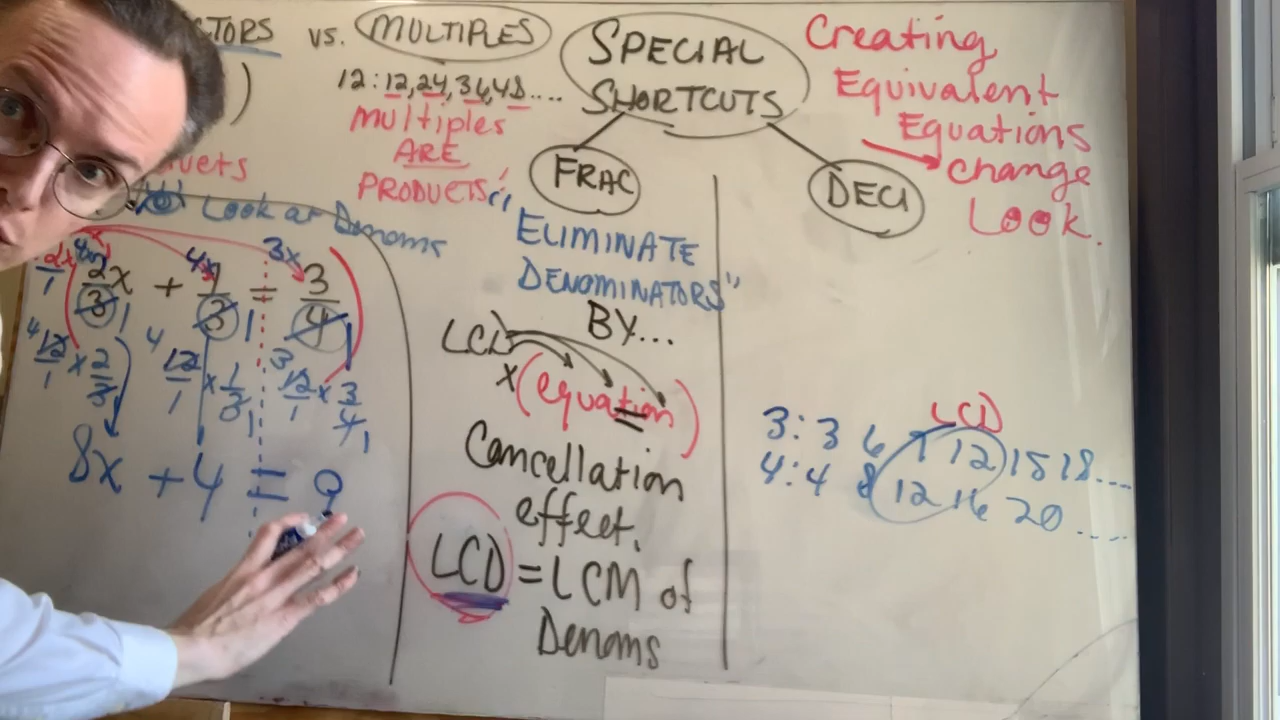 CTORS vs. MULTIPLES
12: 12, 24, 36, 48....
multiples
ARE
PRODUCTS
SPECIAL
SHORTCUTS
FRAC
DECI
Creating
Equivalent
Equations
change
Look.
Look at Denoms
3x
2x/3 + 1/3 = 3/4
12/1 × 2/3 12/1 × 1/3 12/1 × 3/4
8x + 4 = 9
"ELIMINATE
DENOMINATORS"
BY...
LCD
x (equation)
Cancellation
effect.
LCD = LCM of
Denoms
LCD
3: 3 6 9 12 15 18....
4: 4 8 12 16 20....